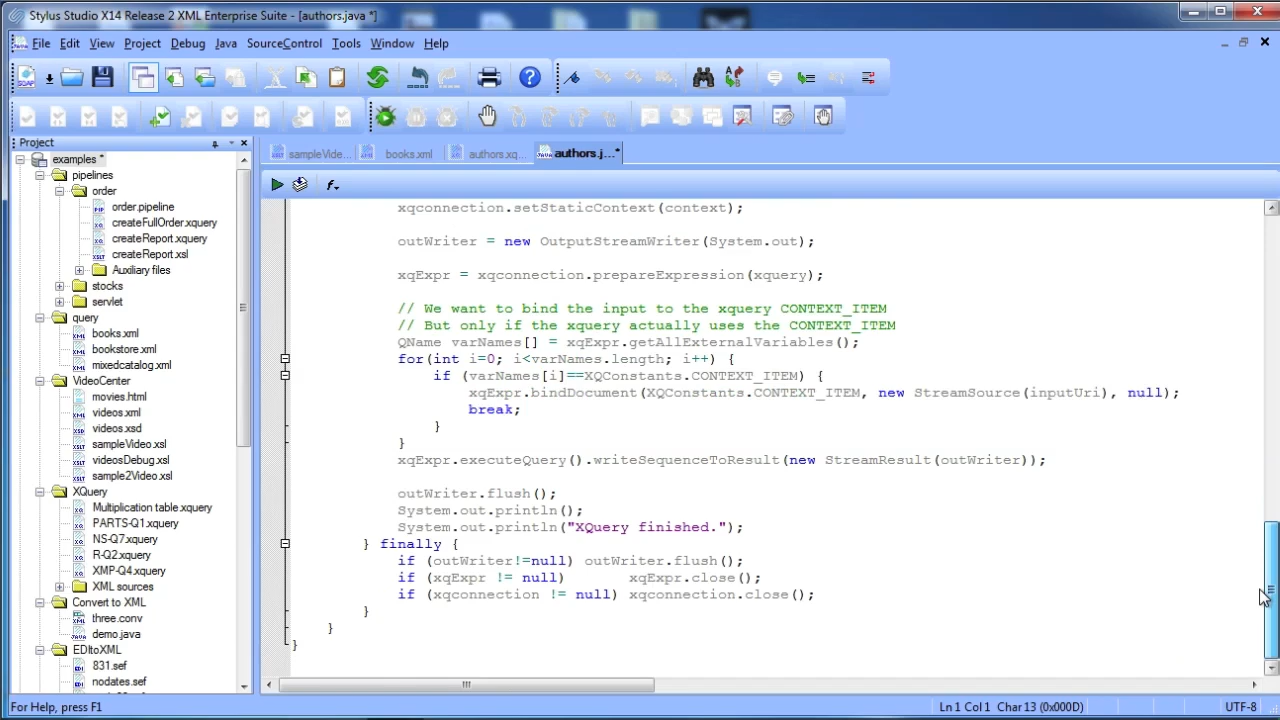 Stylus Studio X14 Release 2 XML Enterprise Suite - [authors.java *]
File Edit View Project Debug Java SourceControl Tools Window Help
Project
examples *
pipelines
order
order.pipeline
createFullOrder.xquery
createReport.xquery
createReport.xsl
Auxiliary files
stocks
servlet
query
books.xml
bookstore.xml
mixedcatalog.xml
VideoCenter
movies.html
videos.xml
videos.xsd
sampleVideo.xsl
videosDebug.xsl
sample2Video.xsl
XQuery
Multiplication table.xquery
PARTS-Q1.xquery
NS-Q7.xquery
R-Q2.xquery
XMP-Q4.xquery
XML sources
Convert to XML
three.conv
demo.java
EDItoXML
831.sef
nodates.sef
sampleVide... books.xml authors.xq... authors.j...*
xqconnection.setStaticContext(context);
outWriter = new OutputStreamWriter(System.out);
xqExpr = xqconnection.prepareExpression(xquery);
// We want to bind the input to the xquery CONTEXT_ITEM
// But only if the xquery actually uses the CONTEXT_ITEM
QName varNames[] = xqExpr.getAllExternalVariables();
for(int i=0; i<varNames.length; i++) {
if (varNames[i]==XQConstants.CONTEXT_ITEM) {
xqExpr.bindDocument(XQConstants.CONTEXT_ITEM, new StreamSource(inputUri), null);
break;
}
}
xqExpr.executeQuery().writeSequenceToResult(new StreamResult(outWriter));
outWriter.flush();
System.out.println();
System.out.println("XQuery finished.");
} finally {
if (outWriter!=null) outWriter.flush();
if (xqExpr != null) xqExpr.close();
if (xqconnection != null) xqconnection.close();
}
}
}
For Help, press F1
Ln 1 Col 1 Char 13 (0x000D)
UTF-8